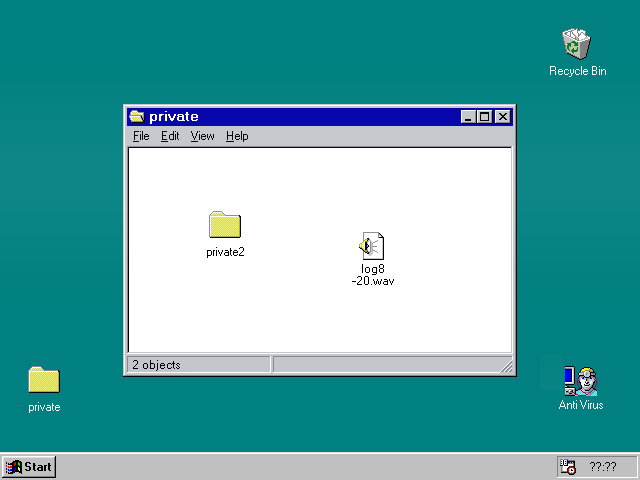 Recycle Bin
private
File Edit View Help
private2
log8
-20.wav
2 objects
private
Anti Virus
Start
??:??